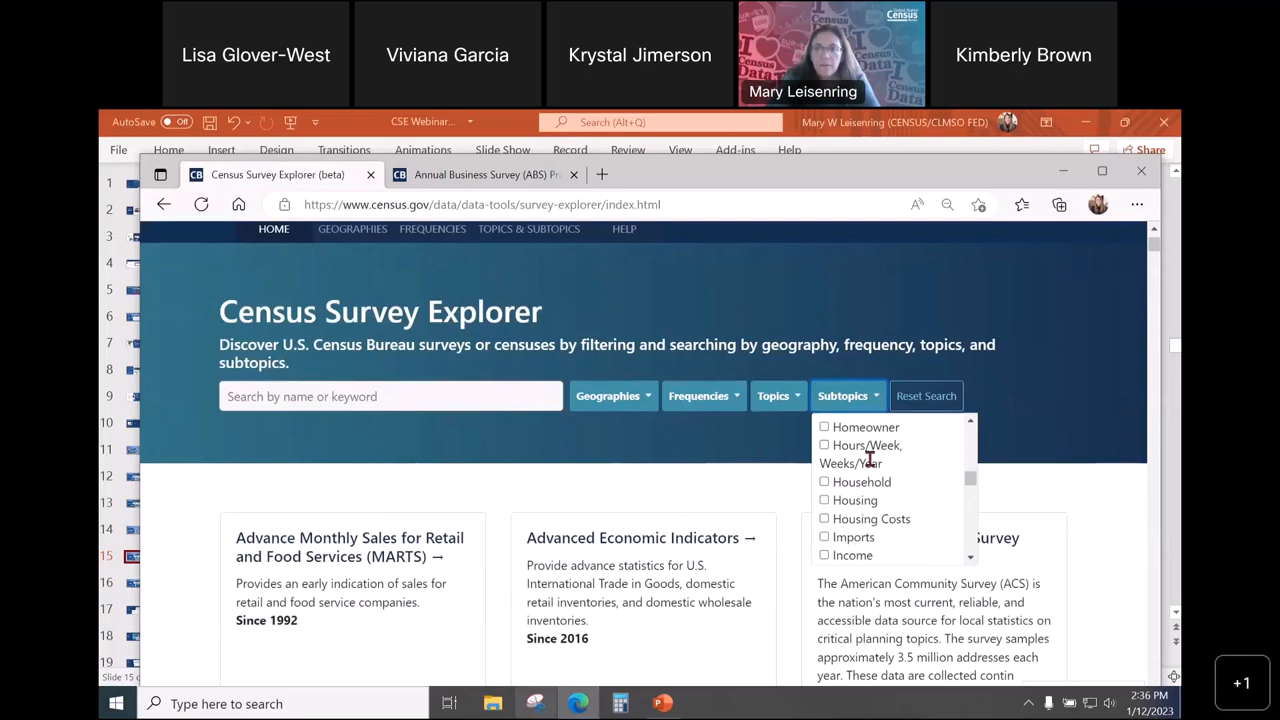 Lisa Glover-West
Viviana Garcia
Krystal Jimerson
United States
Census
I
Census
Data
Mary Leisenring
Kimberly Brown
AutoSave Off
CSE Webinar...
Search (Alt+Q)
Mary W Leisenring (CENSUS/CLMSO FED)
File Home Insert Design Transitions Animations Slide Show Record Review View Add-ins Help
Share
CB Census Survey Explorer (beta)
CB Annual Business Survey (ABS) Pr
https://www.census.gov/data/data-tools/survey-explorer/index.html
HOME GEOGRAPHIES FREQUENCIES TOPICS & SUBTOPICS HELP
Census Survey Explorer
Discover U.S. Census Bureau surveys or censuses by filtering and searching by geography, frequency, topics, and
subtopics.
Search by name or keyword
Geographies
Frequencies
Topics
Subtopics
Reset Search
Homeowner
Hours/Week,
Weeks/Year
Household
Housing
Housing Costs
Imports
Income
Advance Monthly Sales for Retail
and Food Services (MARTS) →
Provides an early indication of sales for
retail and food service companies.
Since 1992
Advanced Economic Indicators →
Provide advance statistics for U.S.
International Trade in Goods, domestic
retail inventories, and domestic wholesale
inventories.
Since 2016
Survey
The American Community Survey (ACS) is
the nation's most current, reliable, and
accessible data source for local statistics on
critical planning topics. The survey samples
approximately 3.5 million addresses each
year. These data are collected contin
1
2
3
4
5
6
7
8
9
10
11
12
13
14
15
16
17
18
19
Slide 15 o
Type here to search
2:36 PM
1/12/2023
+1